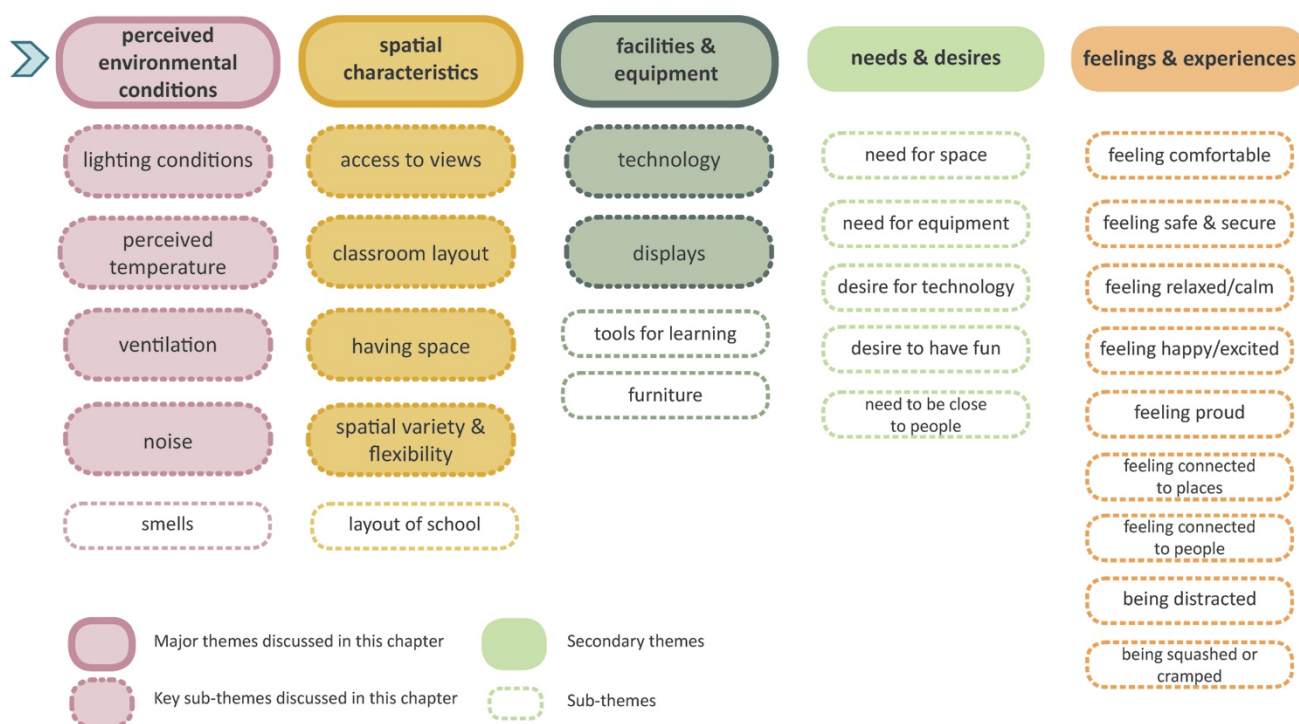 perceived
environmental
conditions
lighting conditions
perceived
temperature
ventilation
noise
smells
spatial
characteristics
access to views
classroom layout
having space
spatial variety &
flexibility
layout of school
facilities &
equipment
technology
displays
tools for learning
furniture
needs & desires
need for space
need for equipment
desire for technology
desire to have fun
need to be close
to people
feelings & experiences
feeling comfortable
feeling safe & secure
feeling relaxed/calm
feeling happy/excited
feeling proud
feeling connected
to places
feeling connected
to people
being distracted
being squashed or
cramped
Major themes discussed in this chapter
Key sub-themes discussed in this chapter
Secondary themes
Sub-themes